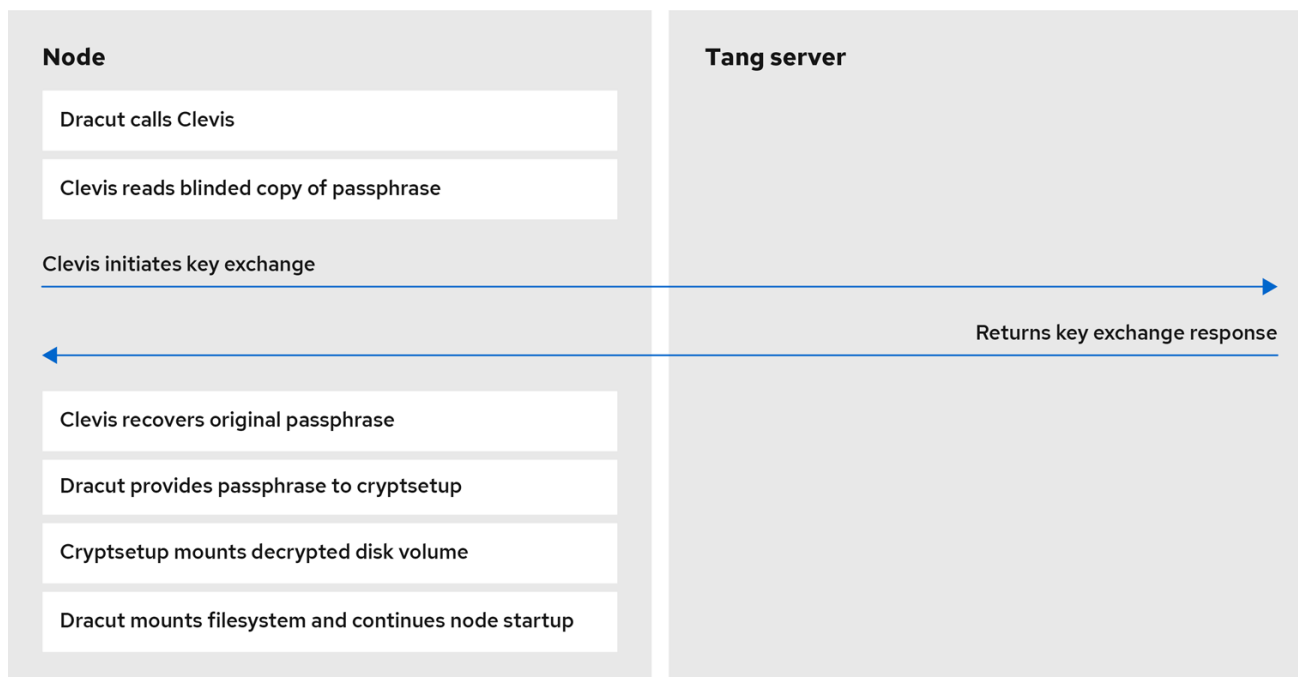 Node
Tang server
Dracut calls Clevis
Clevis reads blinded copy of passphrase
Clevis initiates key exchange
Returns key exchange response
Clevis recovers original passphrase
Dracut provides passphrase to cryptsetup
Cryptsetup mounts decrypted disk volume
Dracut mounts filesystem and continues node startup